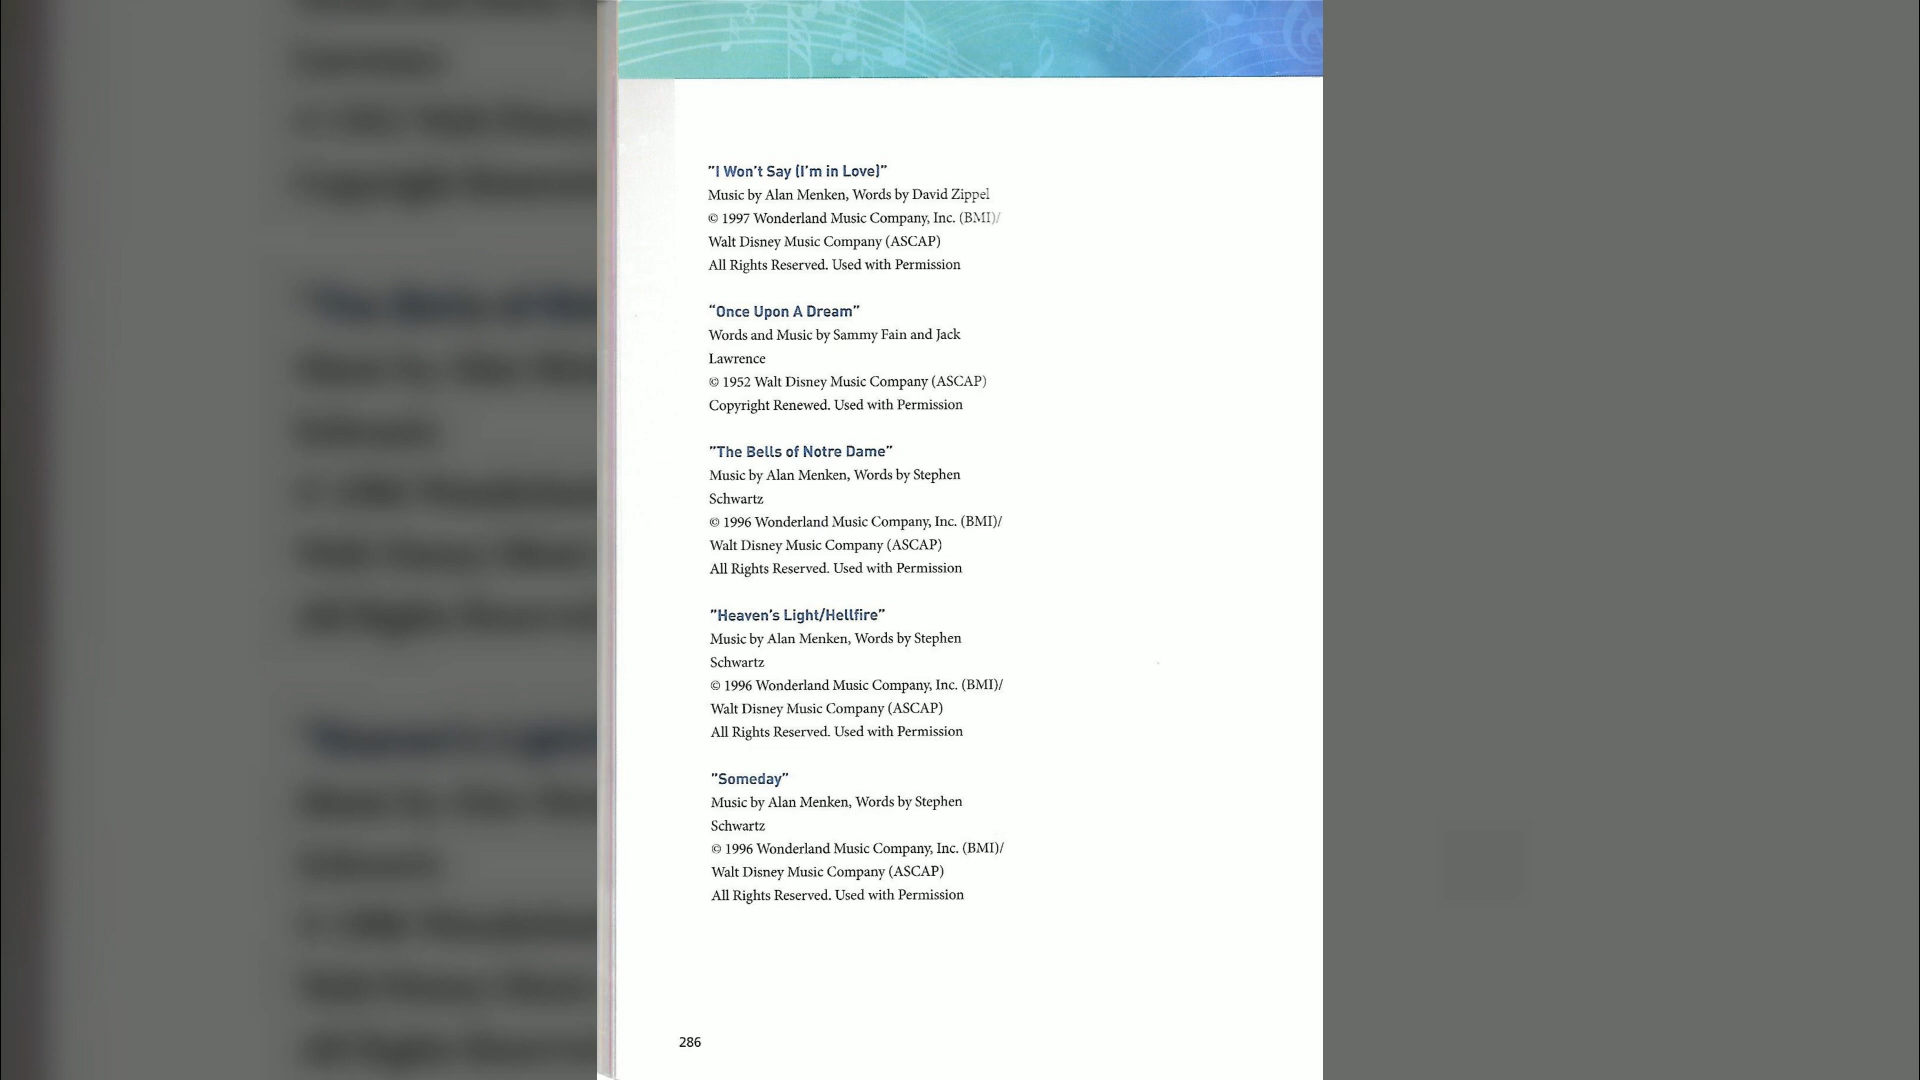 "I Won't Say (I'm in Love)"
Music by Alan Menken, Words by David Zippel
© 1997 Wonderland Music Company, Inc. (BMI)/
Walt Disney Music Company (ASCAP)
All Rights Reserved. Used with Permission
"Once Upon A Dream"
Words and Music by Sammy Fain and Jack
Lawrence
© 1952 Walt Disney Music Company (ASCAP)
Copyright Renewed. Used with Permission
"The Bells of Notre Dame"
Music by Alan Menken, Words by Stephen
Schwartz
© 1996 Wonderland Music Company, Inc. (BMI)/
Walt Disney Music Company (ASCAP)
All Rights Reserved. Used with Permission
"Heaven's Light/Hellfire"
Music by Alan Menken, Words by Stephen
Schwartz
© 1996 Wonderland Music Company, Inc. (BMI)/
Walt Disney Music Company (ASCAP)
All Rights Reserved. Used with Permission
"Someday"
Music by Alan Menken, Words by Stephen
Schwartz
© 1996 Wonderland Music Company, Inc. (BMI)/
Walt Disney Music Company (ASCAP)
All Rights Reserved. Used with Permission
286